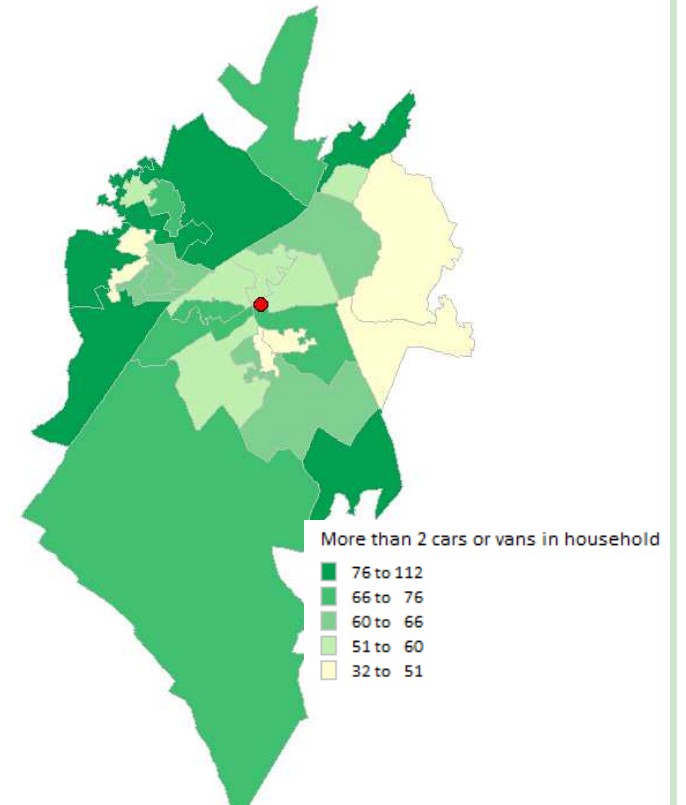 More than 2 cars or vans in household
76 to 112
66 to 76
60 to 66
51 to 60
32 to 51